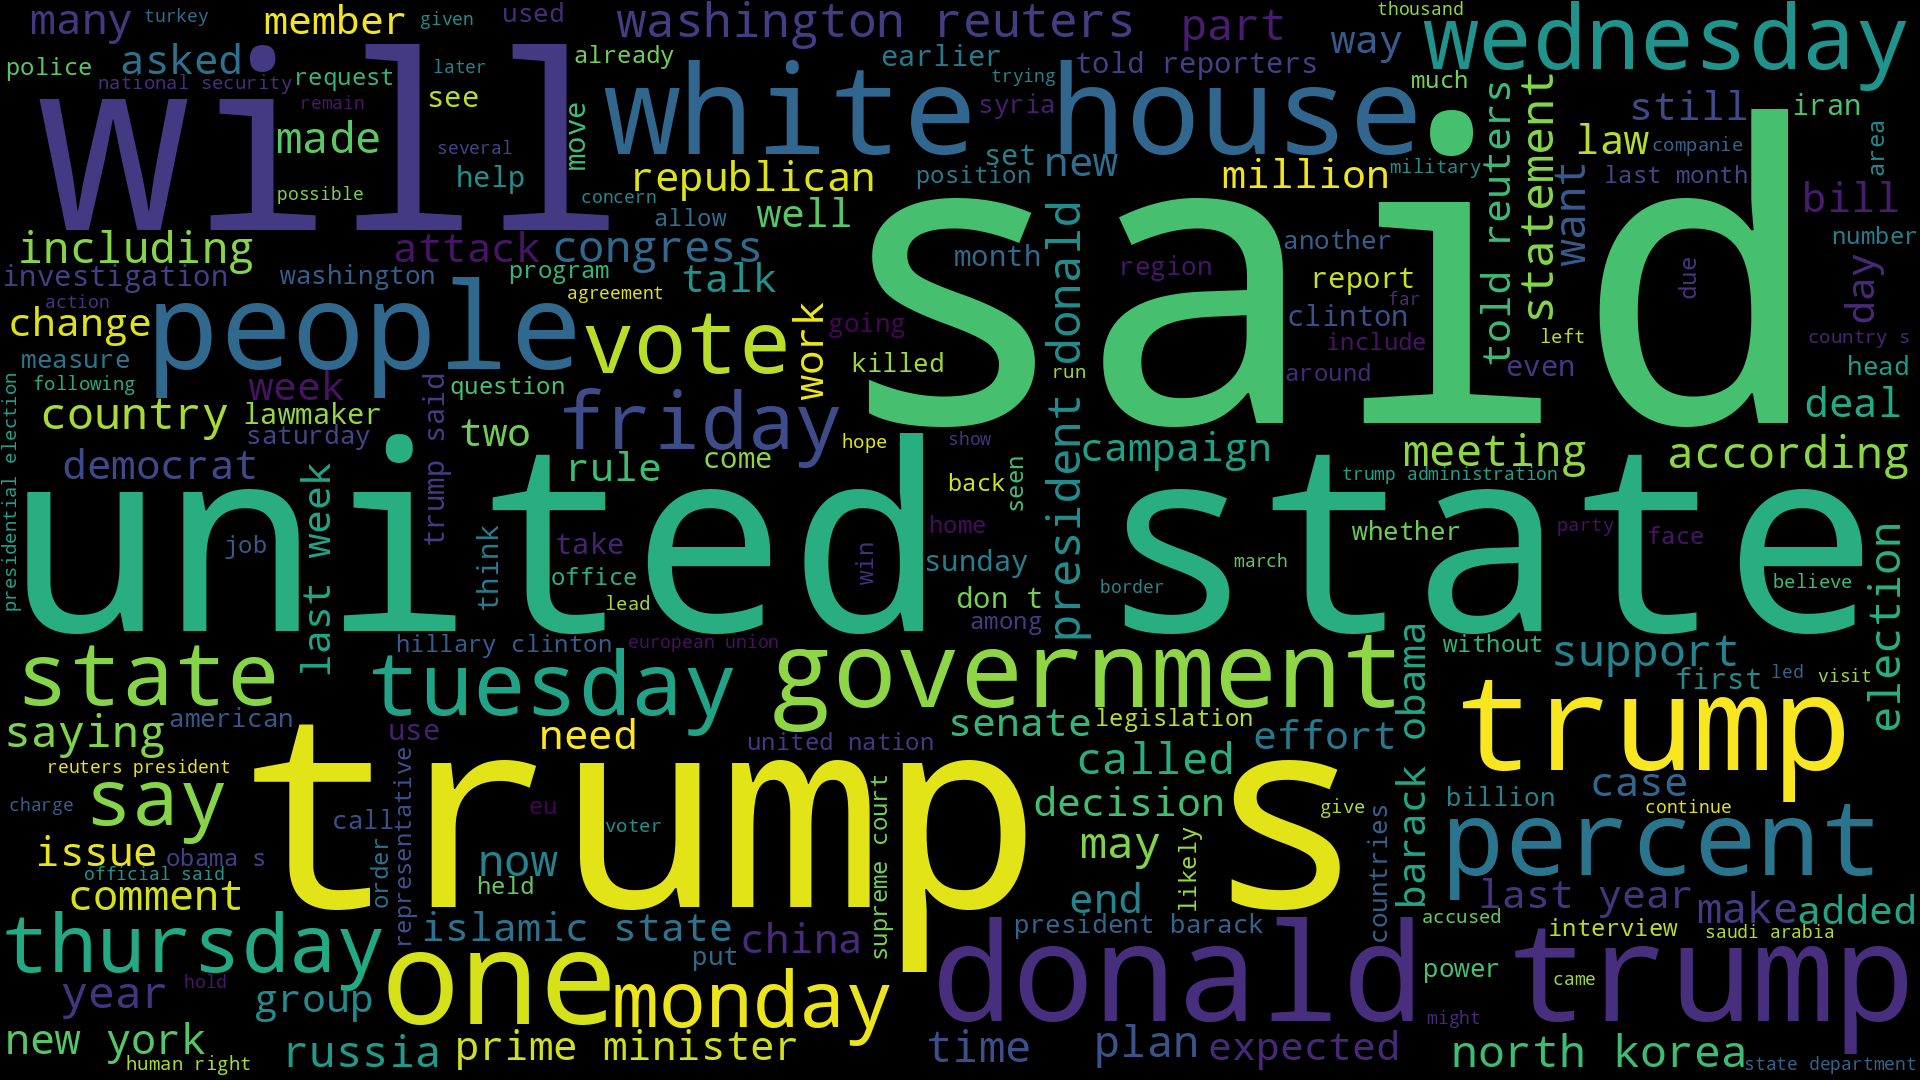 many
turkey
member
given
used
washington reuters
part
thousand
wednesday
police
asked
national security
request
later
already
earlier
told reporters
way
much
will
remain
see
trying
syria
white house
still
iran
made
several
move
set
new
law
companie
area
help
position
military
possible
concern
republican
million
told reuters
statement
want
last month
bill
allow
well
said
including
attack
congress
month
president donald
another
number
investigation
washington
program
talk
region
report
due
day
action
agreement
change
people
vote
work
going
clinton
far
measure
killed
include
left
country s
following
week
question
run
around
even
head
country
lawmaker
trump said
friday
deal
saturday
two
hope
show
presidential election
democrat
last week
rule
come
campaign
meeting
according
back
seen
trump administration
united state
job
think
take
home
whether
party
face
election
office
win
sunday
march
lead
don t
border
believe
among
hillary clinton
european union
barack obama
without
support
state
tuesday
government
first
led
visit
saying
american
use
need
senate
legislation
effort
trump
united nation
reuters president
representative
called
say
trump s
charge
eu
supreme court
decision
give
countries
case
billion
continue
call
voter
issue
obama s
order
now
may
likely
percent
official said
held
comment
end
last year
make
added
thursday
islamic state
china
president barack
accused
interview
saudi arabia
one
put
donald trump
power
year
hold
group
monday
came
might
new york
human right
russia
prime minister
time
plan
expected
north korea
state department